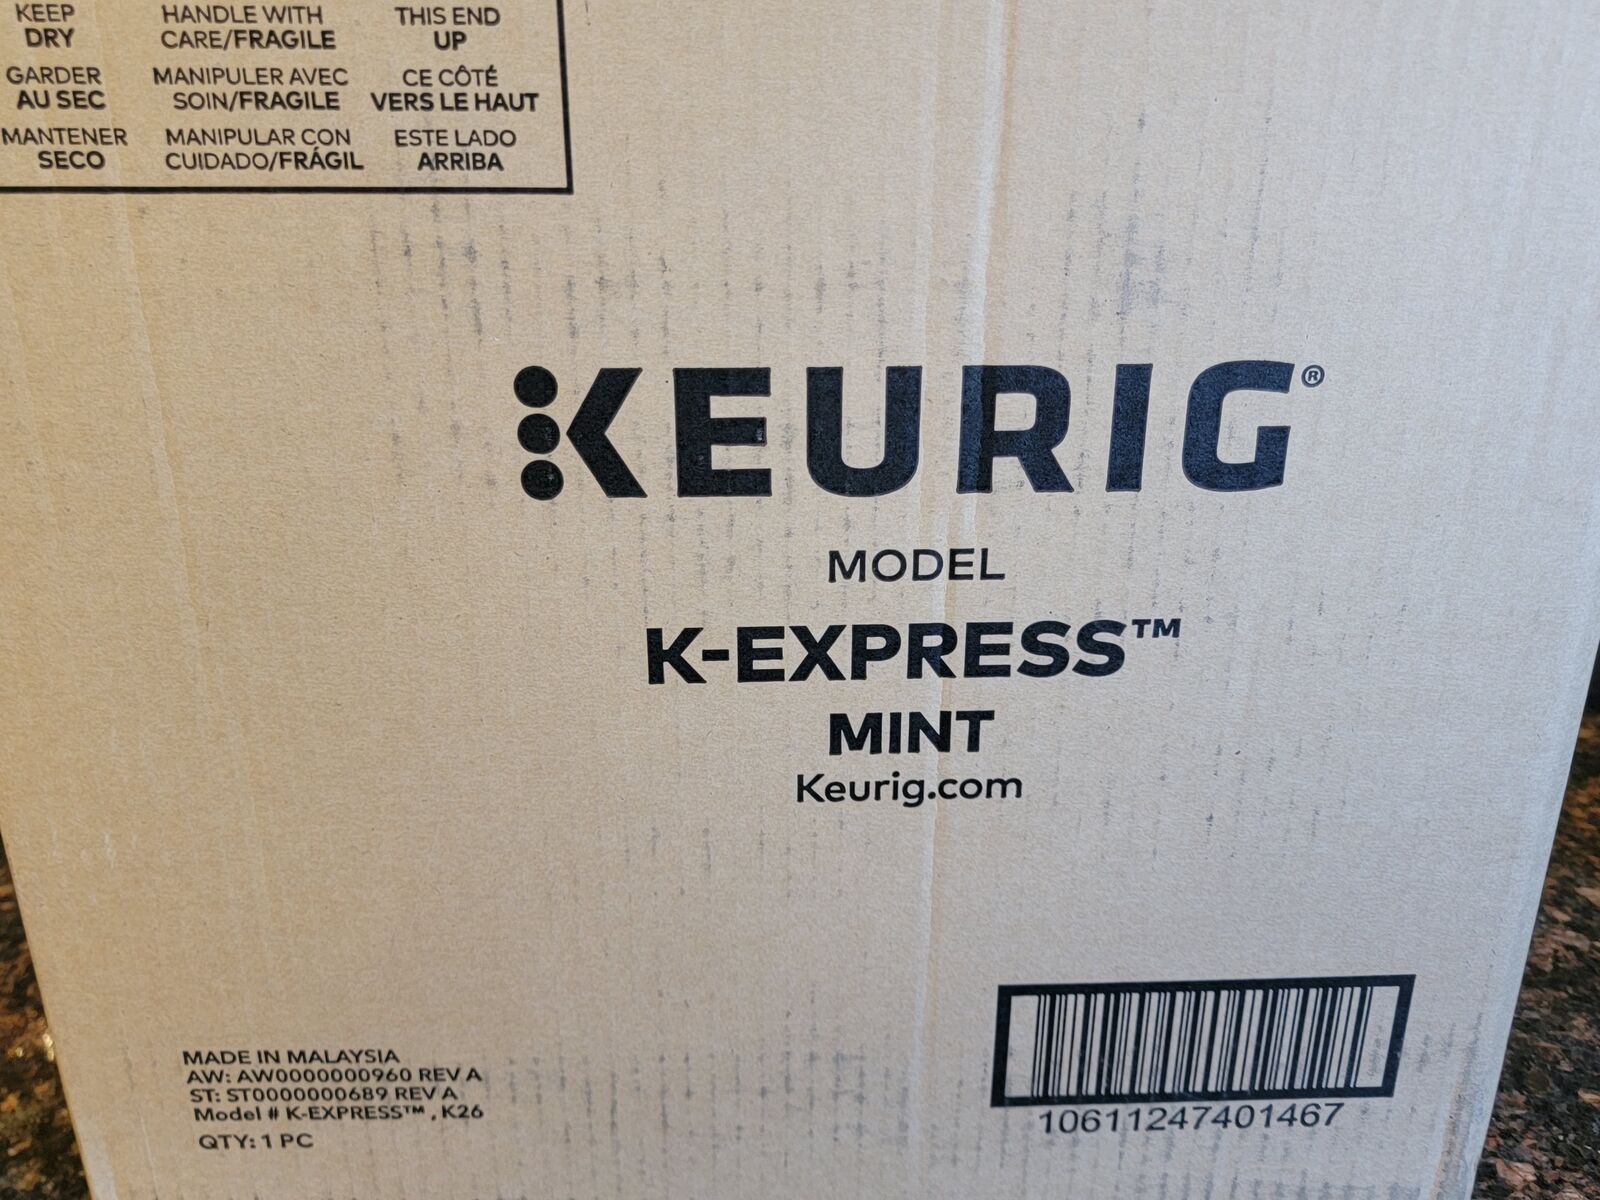 KEEP
DRY
HANDLE WITH
CARE/FRAGILE
THIS END
UP
GARDER
AU SEC
MANIPULER AVEC
SOIN/FRAGILE
CE CÔTÉ
VERS LE HAUT
MANTENER
SECO
MANIPULAR CON
CUIDADO/FRÁGIL
ESTE LADO
ARRIBA
KEURIG®
MODEL
K-EXPRESS™
MINT
Keurig.com
MADE IN MALAYSIA
AW: AW0000000960 REV A
ST: ST0000000689 REV A
Model # K-EXPRESS™ , K26
QTY: 1 PC
10611247401467